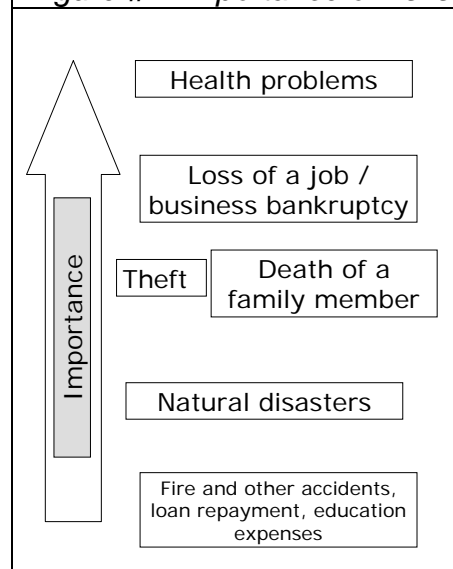 Health problems
Loss of a job /
business bankruptcy
Theft
Death of a
family member
Importance
Natural disasters
Fire and other accidents,
loan repayment, education
expenses